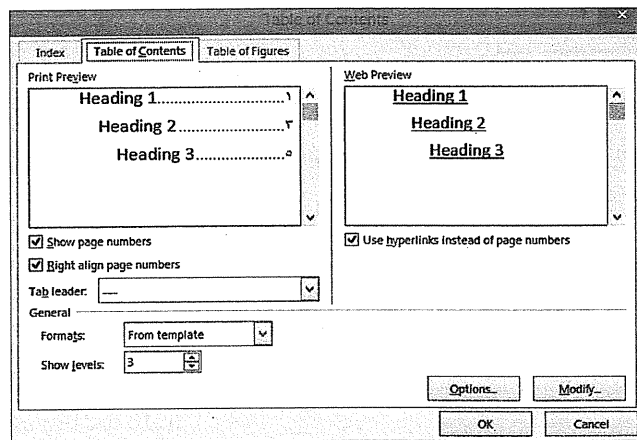 Table of Contents
Index
Table of Contents
Table of Figures
Print Preview
Heading 1..............................١
Heading 2.........................٣
Heading 3.....................٥
Web Preview
Heading 1
Heading 2
Heading 3
Show page numbers
Right align page numbers
Use hyperlinks instead of page numbers
Tab leader:
General
Formats: From template
Show levels: 3
Options...
Modify...
OK
Cancel